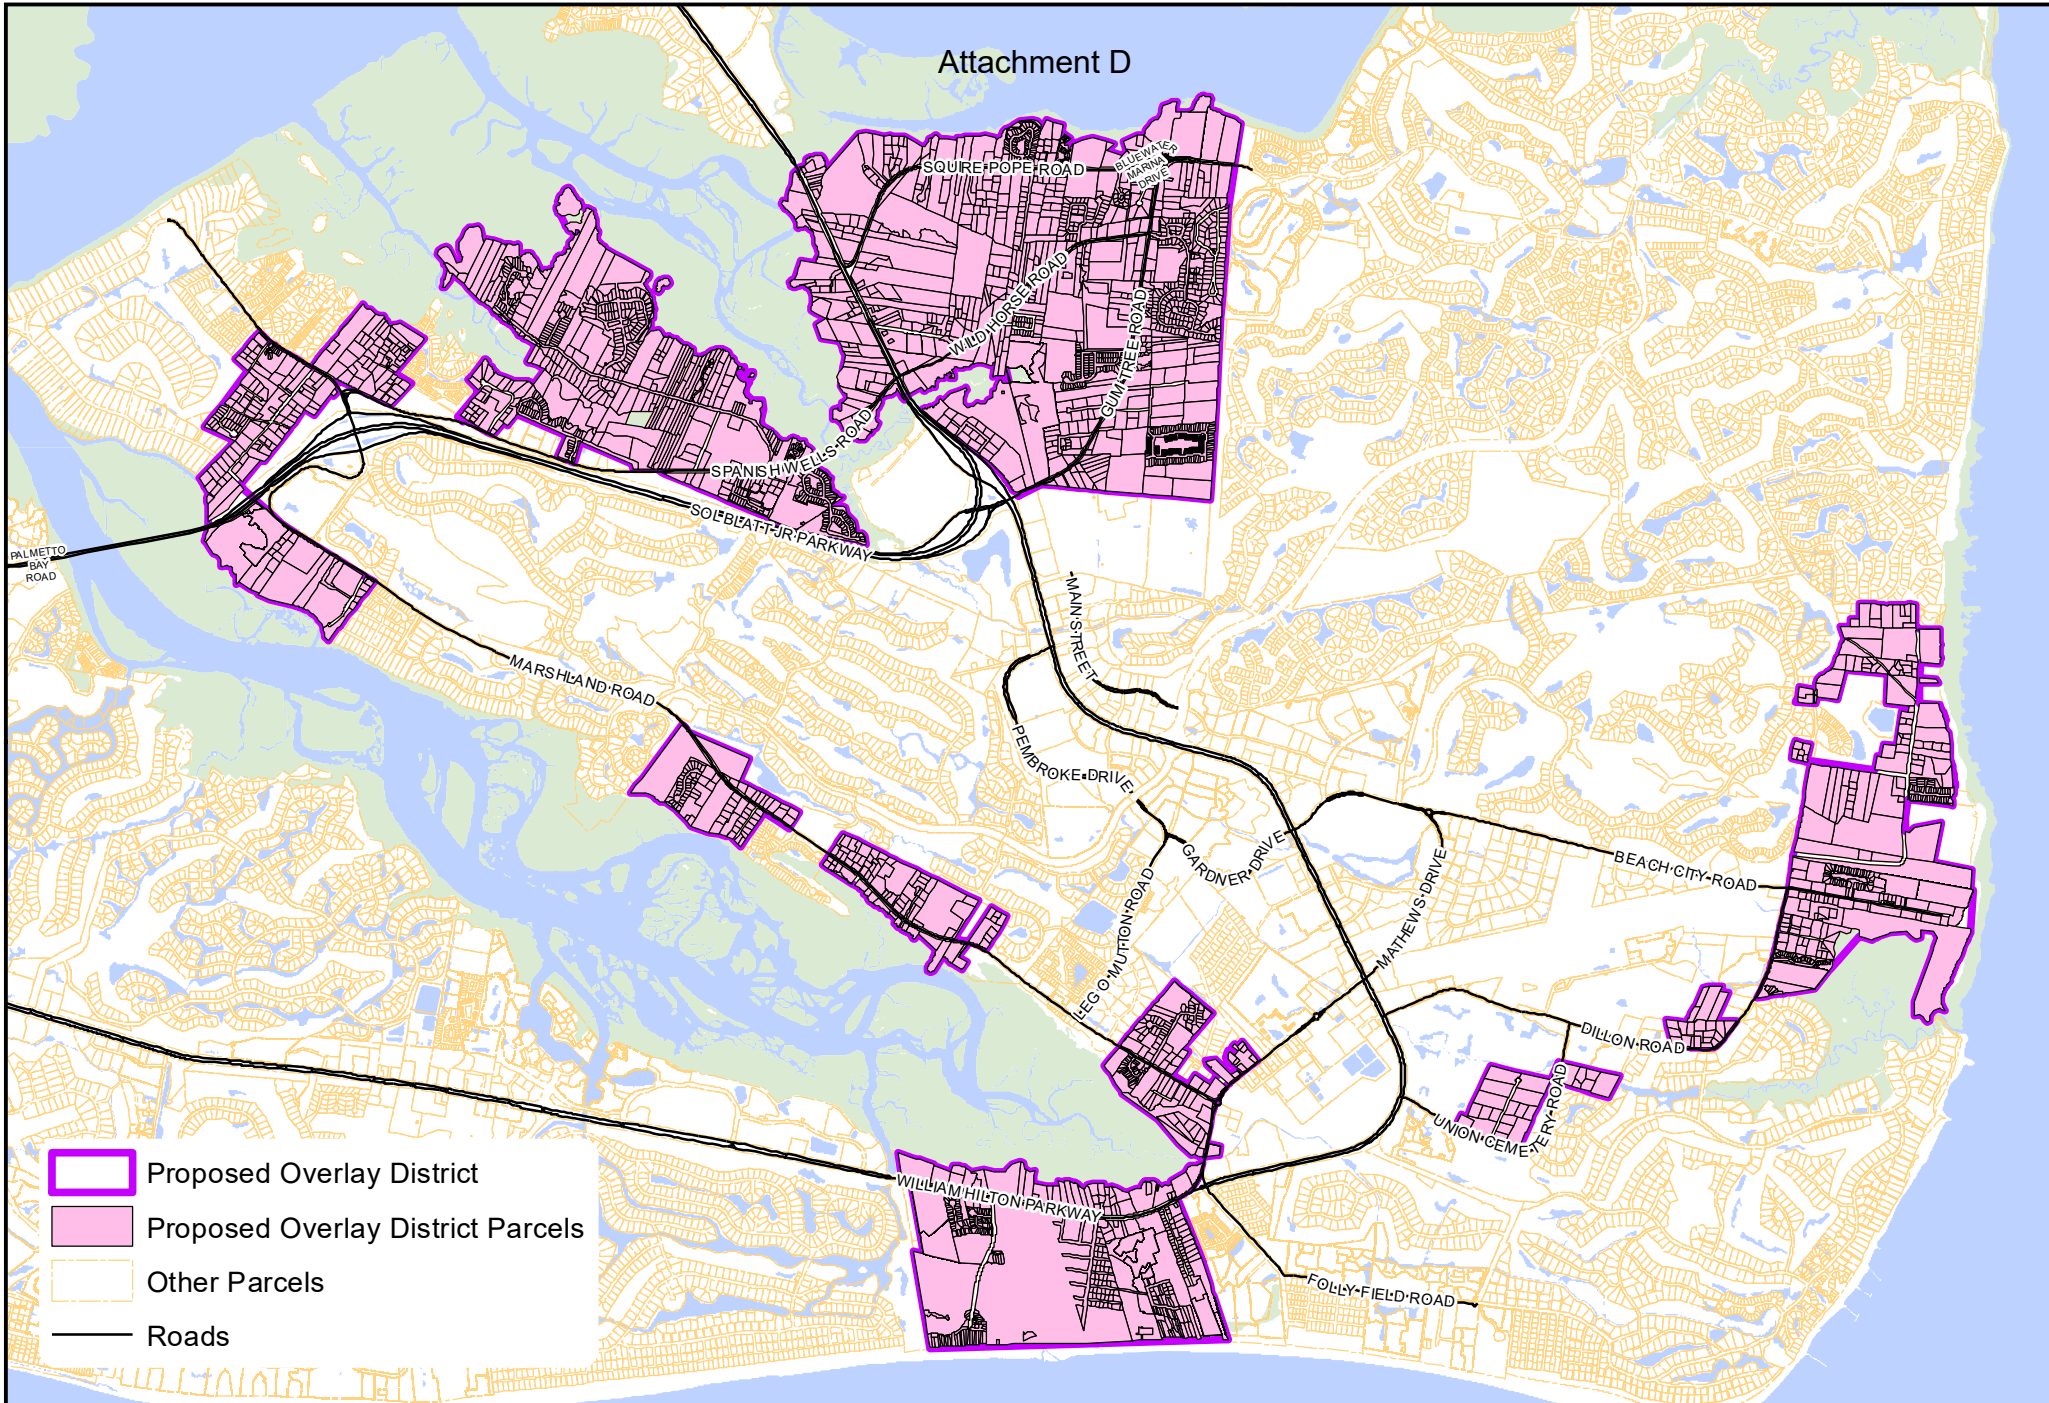 Attachment D
SQUIRE POPE ROAD
BLUEWATER
MARINA
DRIVE
WILD HORSE ROAD
GUM TREE ROAD
SPANISH WELLS ROAD
SOL BLATT JR PARKWAY
PALMETTO
BAY
ROAD
MAIN STREET
MARSHLAND ROAD
PEMBROKE DRIVE
GARDNER DRIVE
LEG O MUTTON ROAD
MATHEWS DRIVE
BEACH CITY ROAD
DILLON ROAD
UNION CEMETERY ROAD
WILLIAM HILTON PARKWAY
FOLLY FIELD ROAD
Proposed Overlay District
Proposed Overlay District Parcels
Other Parcels
Roads